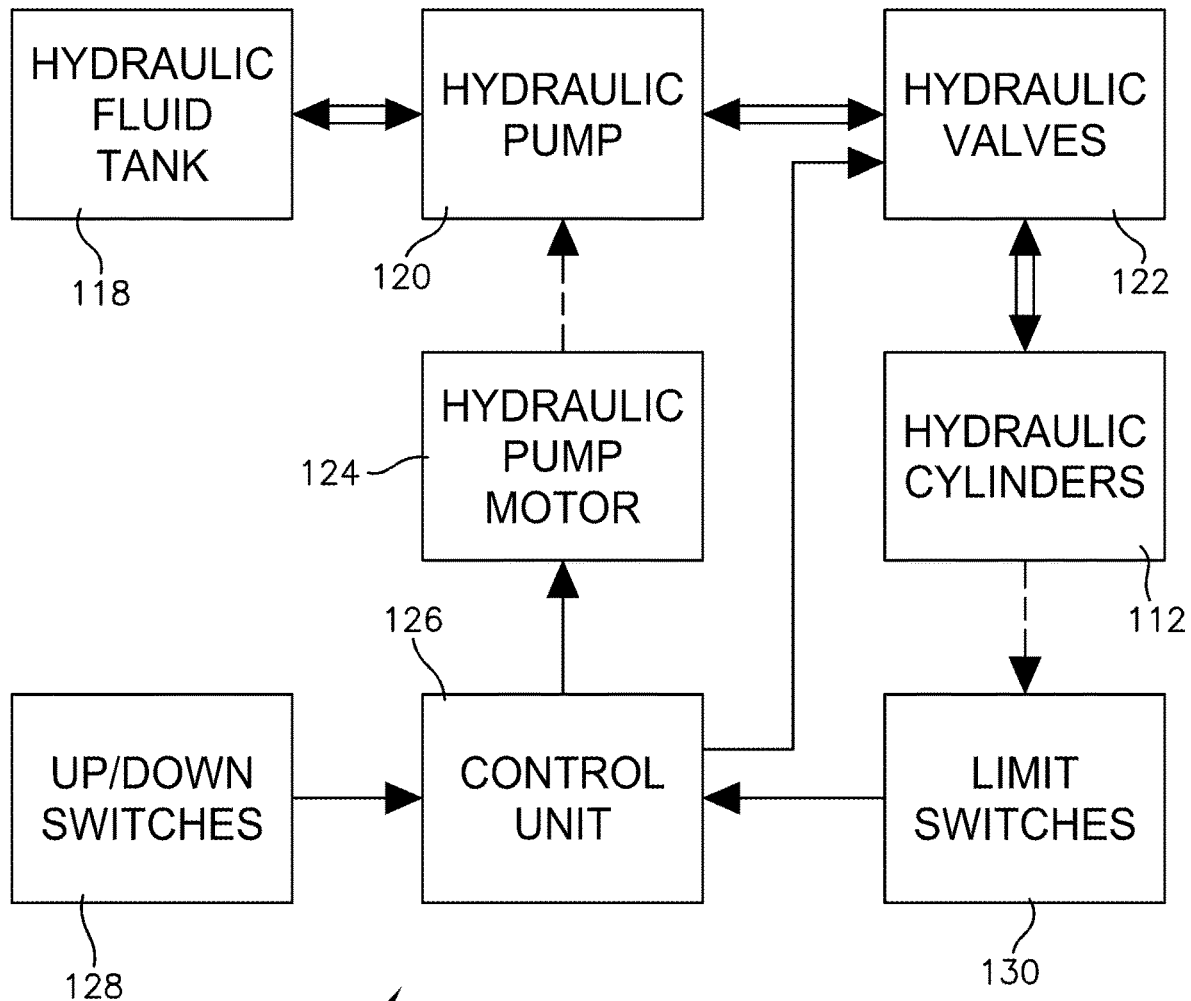 HYDRAULIC
FLUID
TANK
HYDRAULIC
PUMP
HYDRAULIC
VALVES
118
120
122
HYDRAULIC
PUMP
MOTOR
HYDRAULIC
CYLINDERS
124
126
112
UP/DOWN
SWITCHES
CONTROL
UNIT
LIMIT
SWITCHES
128
130